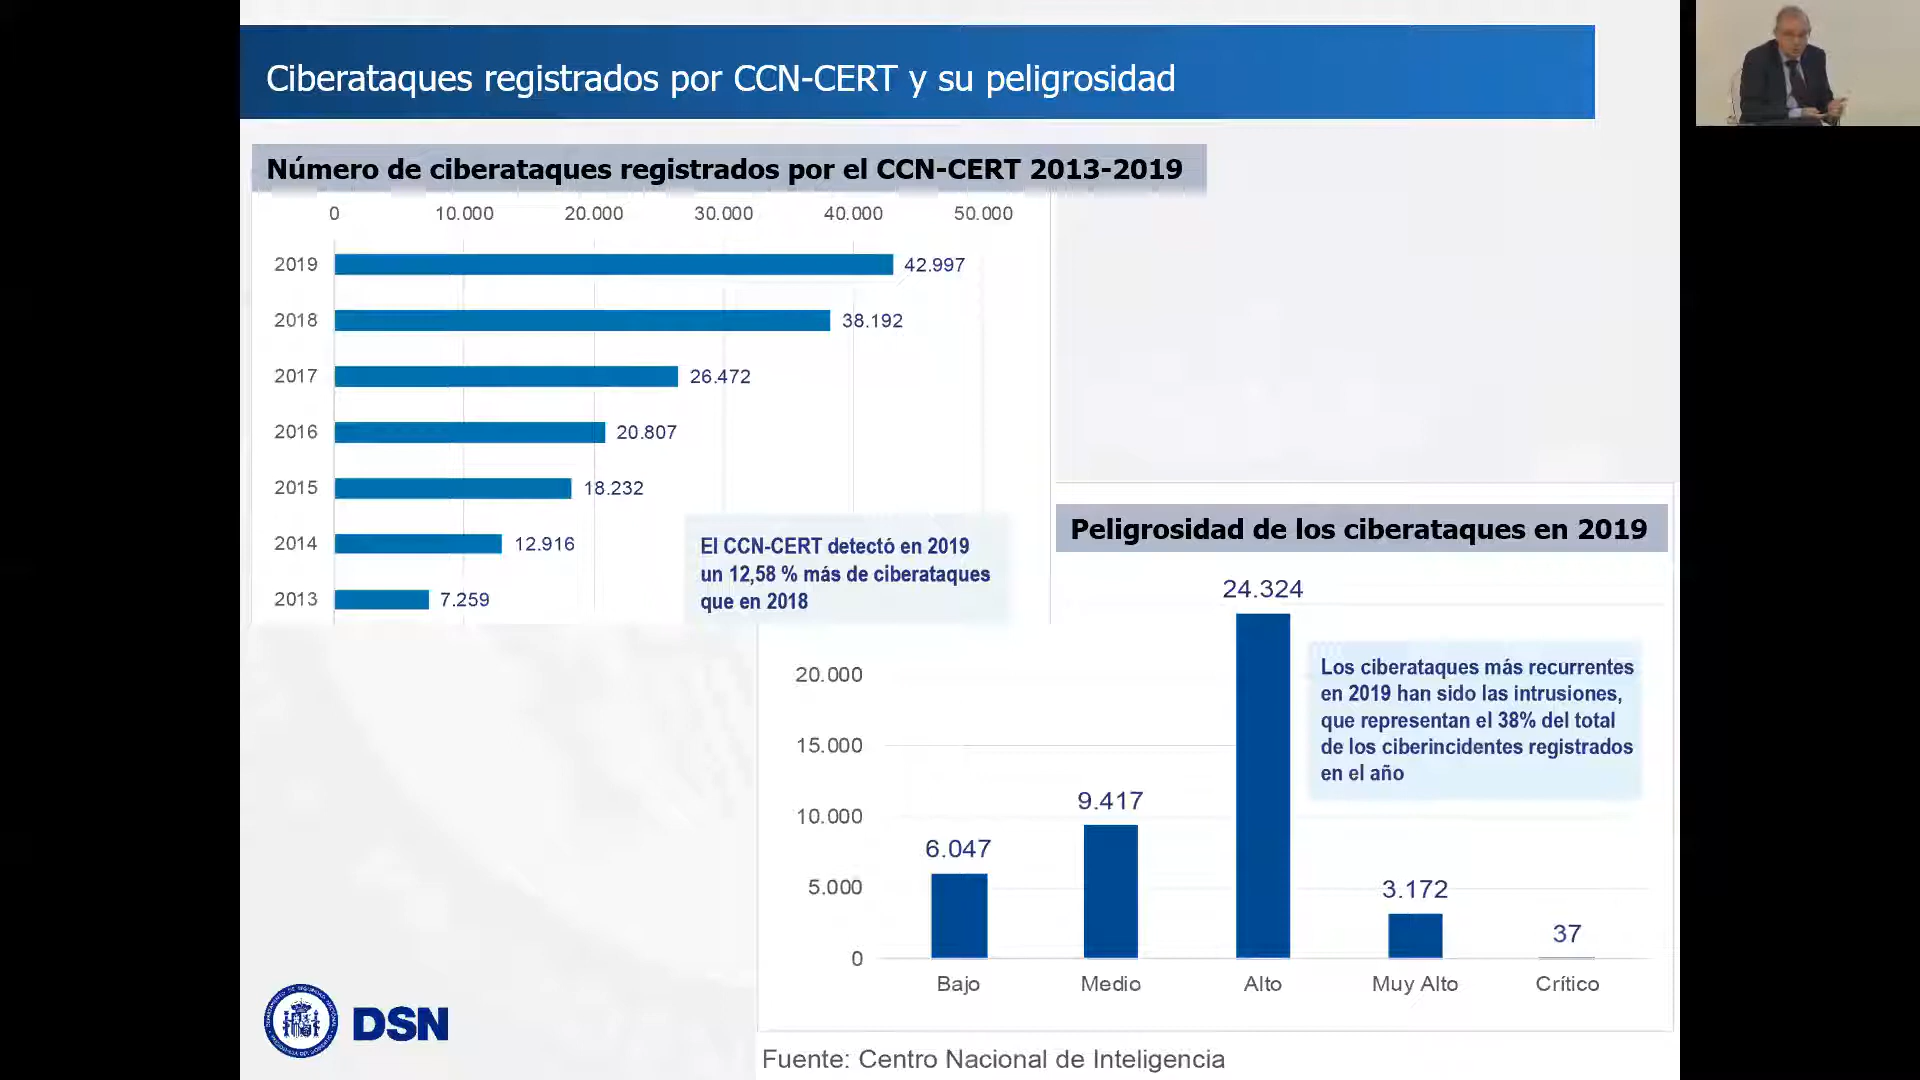 Ciberataques registrados por CCN-CERT y su peligrosidad
Número de ciberataques registrados por el CCN-CERT 2013-2019
0 10.000 20.000 30.000 40.000 50.000
2019 42.997
2018 38.192
2017 26.472
2016 20.807
2015 18.232
2014 12.916
2013 7.259
El CCN-CERT detectó en 2019
un 12,58 % más de ciberataques
que en 2018
Peligrosidad de los ciberataques en 2019
24.324
20.000
15.000
10.000
5.000
0
6.047
9.417
3.172
37
Bajo Medio Alto Muy Alto Crítico
Los ciberataques más recurrentes
en 2019 han sido las intrusiones,
que representan el 38% del total
de los ciberincidentes registrados
en el año
DSN
Fuente: Centro Nacional de Inteligencia